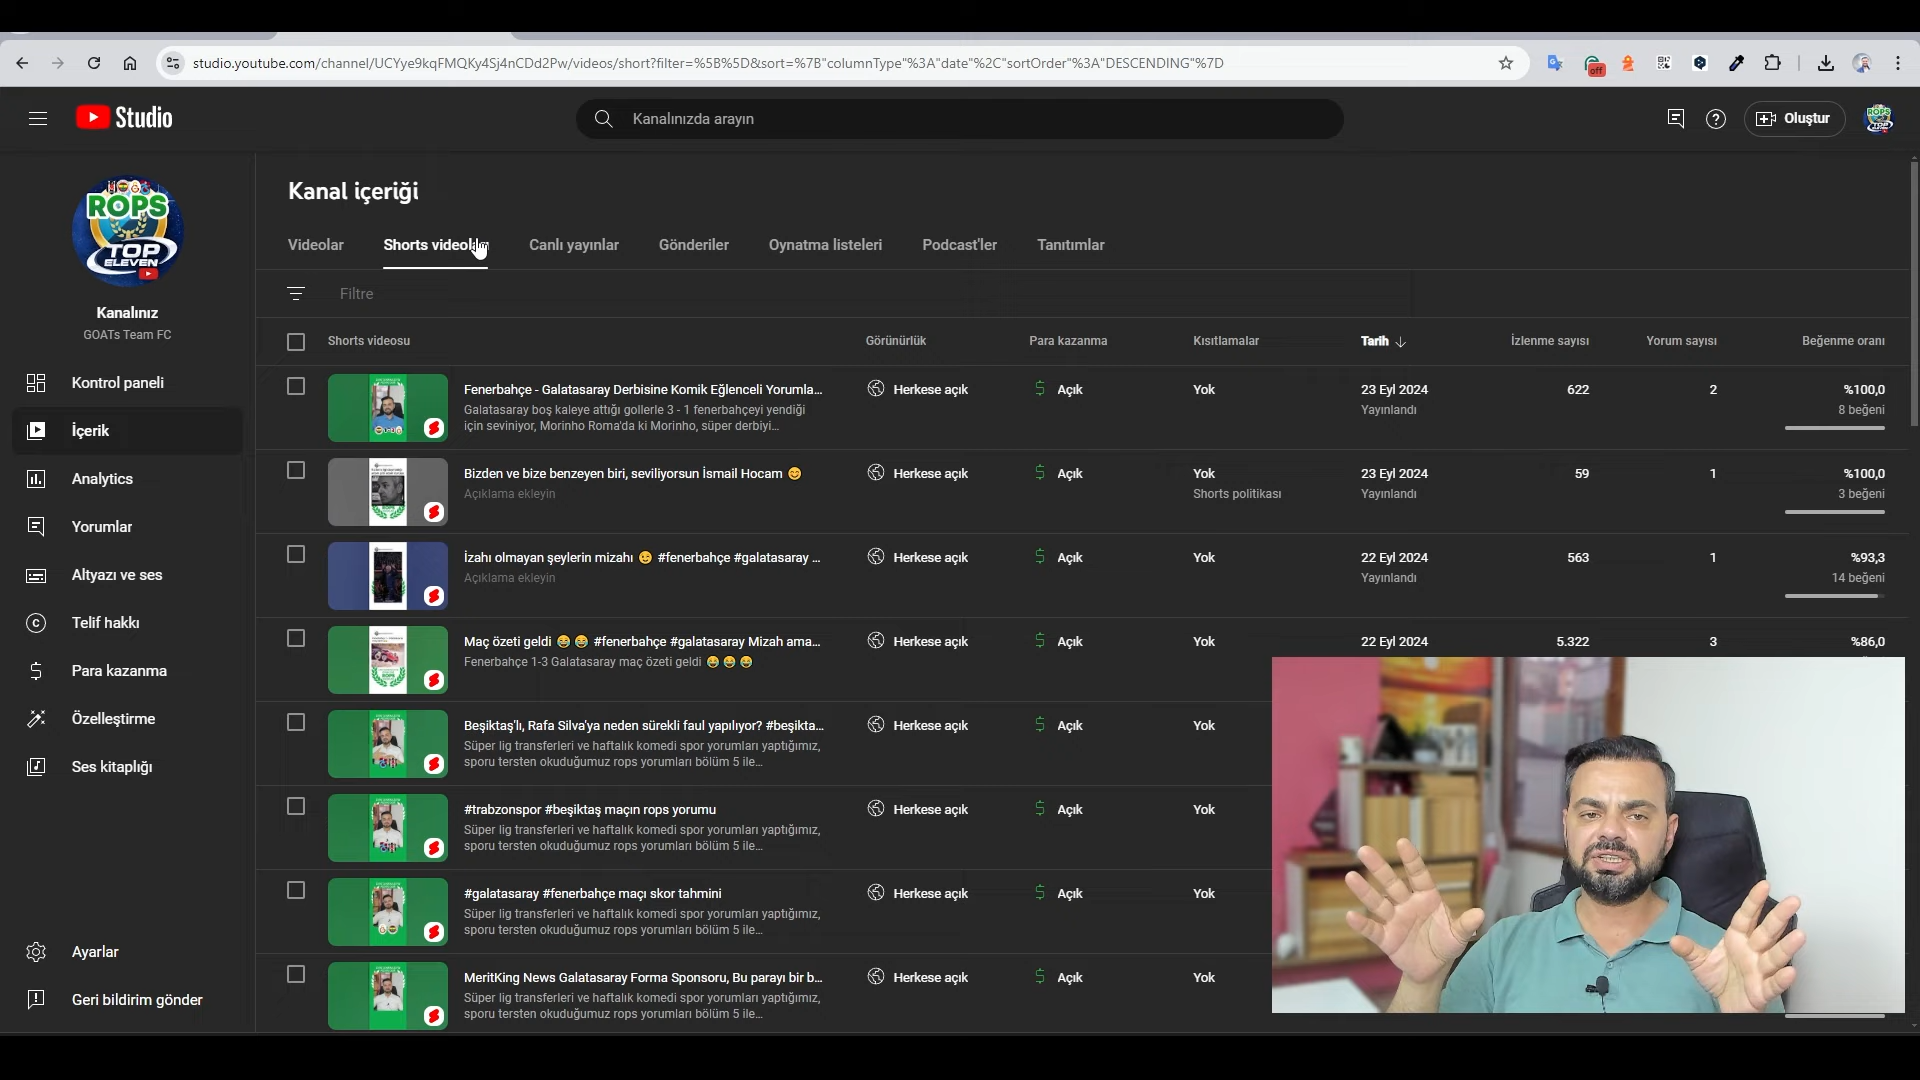 studio.youtube.com/channel/UCYye9kqFMQKy4Sj4nCDd2Pw/videos/short?filter=%5B%5D&sort=%7B"columnType"%3A"date"%2C"sortOrder"%3A"DESCENDING"%7D
off
Studio
Kanalınızda arayın
Oluştur
ROPS
TOP
ELEVEN
Kanalınız
GOATs Team FC
Kontrol paneli
İçerik
Analytics
Yorumlar
Altyazı ve ses
Telif hakkı
Para kazanma
Özelleştirme
Ses kitaplığı
Ayarlar
Geri bildirim gönder
Kanal içeriği
Videolar Canlı yayınlar Gönderiler Oynatma listeleri Podcast'ler Tanıtımlar
Shorts
Filtre
Shorts videosu Görünürlük Para kazanma Kısıtlamalar Tarih İzlenme sayısı Yorum sayısı Beğenme oranı
Fenerbahçe - Galatasaray Derbisine Komik Eğlenceli Yorumla... Herkese açık Açık Yok 23 Eyl 2024 622 2 %100,0
Galatasaray boş kaleye attığı gollerle 3 - 1 fenerbahçeyi yendiği Yayınlandı 8 beğeni
için seviniyor, Morinho Roma'da ki Morinho, süper derbiyi...
Bizden ve bize benzeyen biri, seviliyorsun İsmail Hocam 😊 Herkese açık Açık Yok 23 Eyl 2024 59 1 %100,0
Açıklama ekleyin Shorts politikası Yayınlandı 3 beğeni
İzahı olmayan şeylerin mizahı 😉 #fenerbahçe #galatasaray ... Herkese açık Açık Yok 22 Eyl 2024 563 1 %93,3
Açıklama ekleyin Yayınlandı 14 beğeni
Maç özeti geldi 😂 😂 #fenerbahçe #galatasaray Mizah ama... Herkese açık Açık Yok 22 Eyl 2024 5.322 3 %86,0
Fenerbahçe 1-3 Galatasaray maç özeti geldi 😂 😂 😂
Beşiktaş'lı, Rafa Silva'ya neden sürekli faul yapılıyor? #beşikta... Herkese açık Açık Yok
Süper lig transferleri ve haftalık komedi spor yorumları yaptığımız,
sporu tersten okuduğumuz rops yorumları bölüm 5 ile...
#trabzonspor #beşiktaş maçın rops yorumu Herkese açık Açık Yok
Süper lig transferleri ve haftalık komedi spor yorumları yaptığımız,
sporu tersten okuduğumuz rops yorumları bölüm 5 ile...
#galatasaray #fenerbahçe maçı skor tahmini Herkese açık Açık Yok
Süper lig transferleri ve haftalık komedi spor yorumları yaptığımız,
sporu tersten okuduğumuz rops yorumları bölüm 5 ile...
MeritKing News Galatasaray Forma Sponsoru, Bu parayı bir b... Herkese açık Açık Yok
Süper lig transferleri ve haftalık komedi spor yorumları yaptığımız,
sporu tersten okuduğumuz rops yorumları bölüm 5 ile...